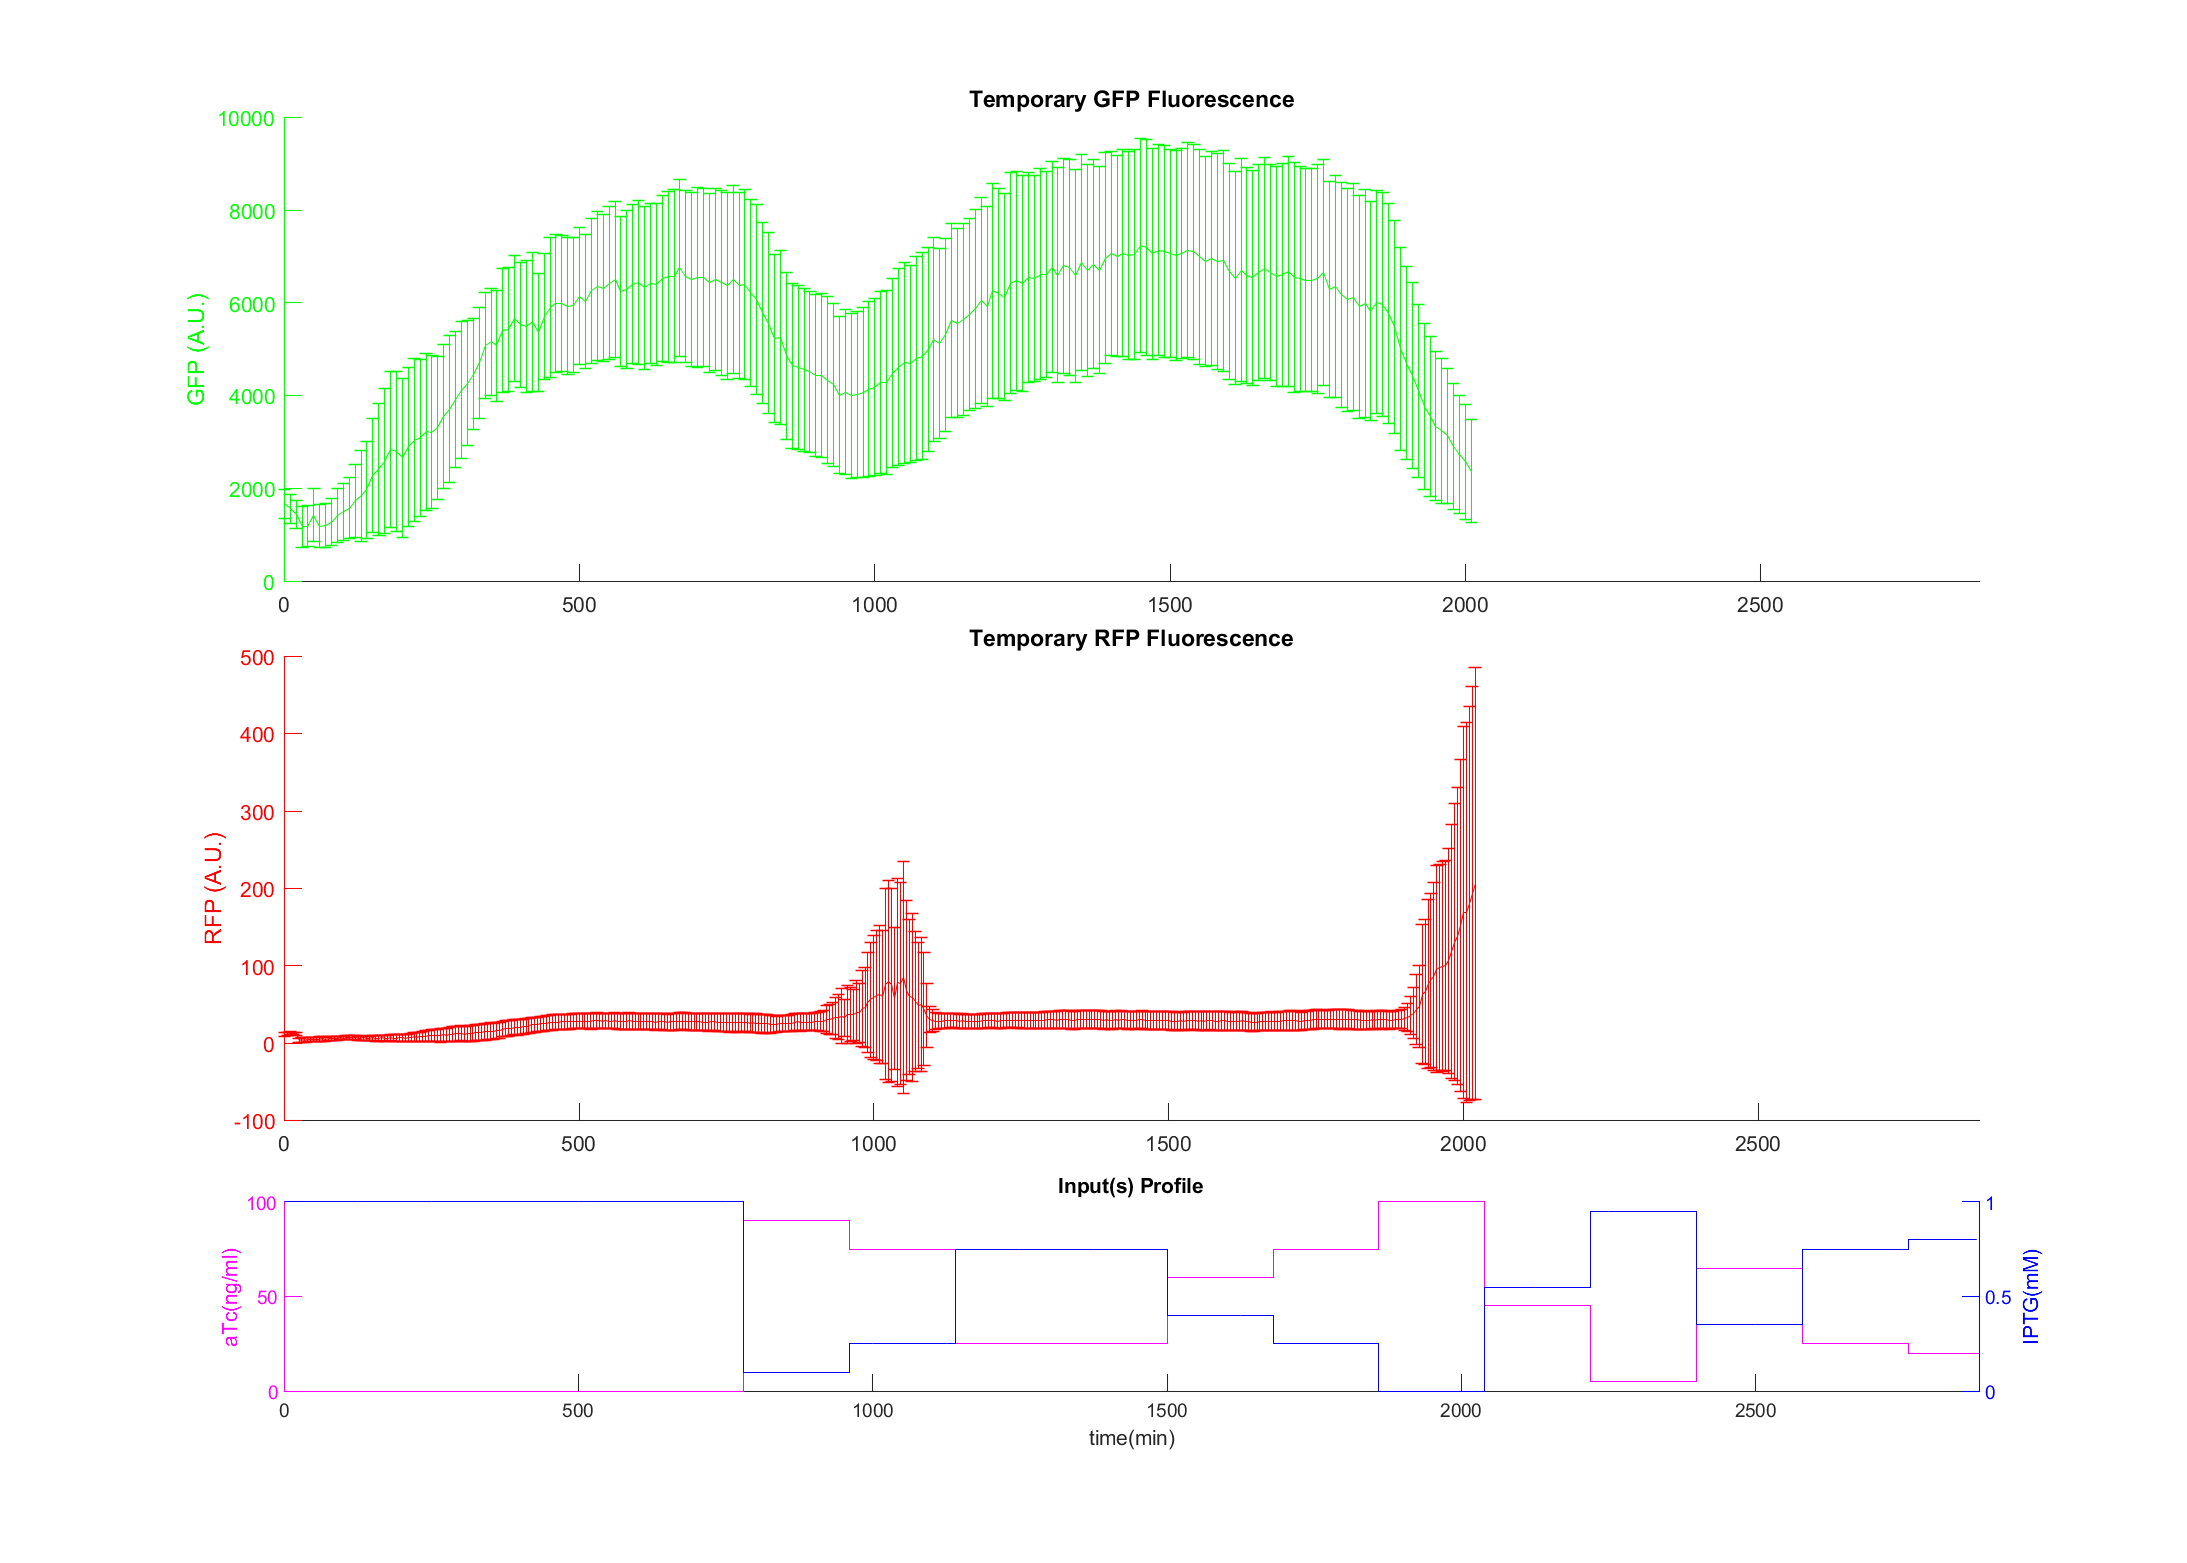 Temporary GFP Fluorescence
GFP (A.U.)
10000
8000
6000
4000
2000
0
0 500 1000 1500 2000 2500
Temporary RFP Fluorescence
RFP (A.U.)
500
400
300
200
100
0
-100
0 500 1000 1500 2000 2500
Input(s) Profile
aTc(ng/ml)
100
50
0
1
0.5
0
IPTG(mM)
0 500 1000 1500 2000 2500
time(min)